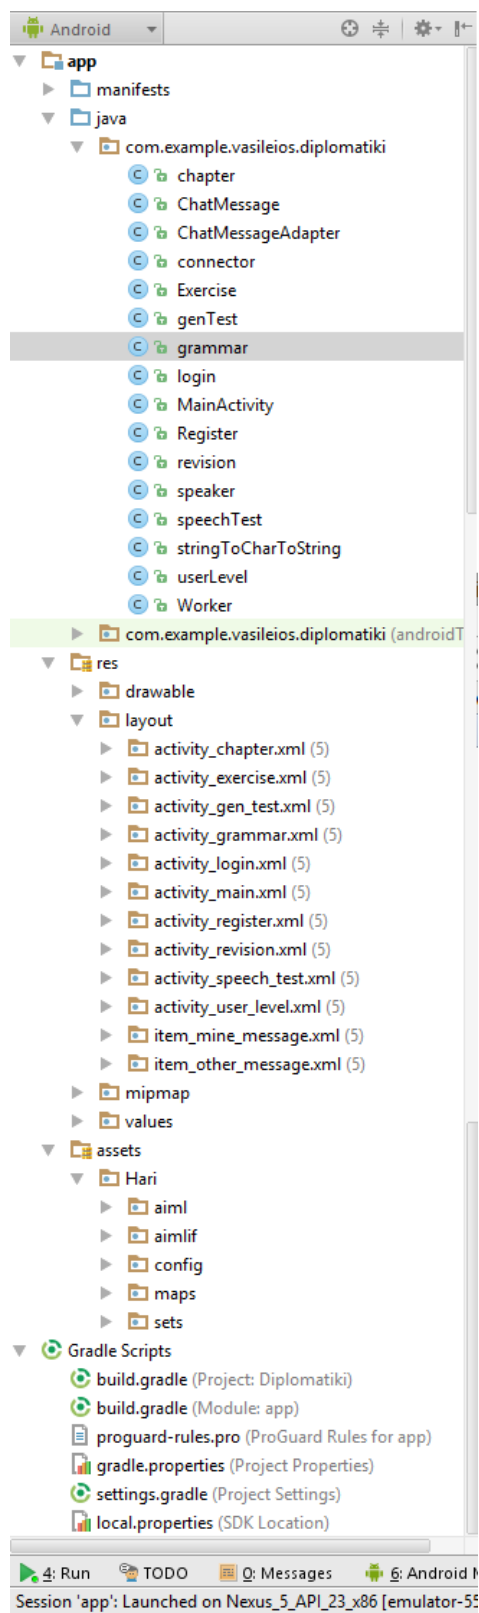 Android
app
manifests
java
com.example.vasileios.diplomatiki
chapter
ChatMessage
ChatMessageAdapter
connector
Exercise
genTest
grammar
login
MainActivity
Register
revision
speaker
speechTest
stringToCharToString
userLevel
Worker
com.example.vasileios.diplomatiki (androidT
res
drawable
layout
activity_chapter.xml (5)
activity_exercise.xml (5)
activity_gen_test.xml (5)
activity_grammar.xml (5)
activity_login.xml (5)
activity_main.xml (5)
activity_register.xml (5)
activity_revision.xml (5)
activity_speech_test.xml (5)
activity_user_level.xml (5)
item_mine_message.xml (5)
item_other_message.xml (5)
mipmap
values
assets
Hari
aiml
aimlif
config
maps
sets
Gradle Scripts
build.gradle (Project: Diplomatiki)
build.gradle (Module: app)
proguard-rules.pro (ProGuard Rules for app)
gradle.properties (Project Properties)
settings.gradle (Project Settings)
local.properties (SDK Location)
4: Run TODO 0: Messages 6: Android M
Session 'app': Launched on Nexus_5_API_23_x86 [emulator-55